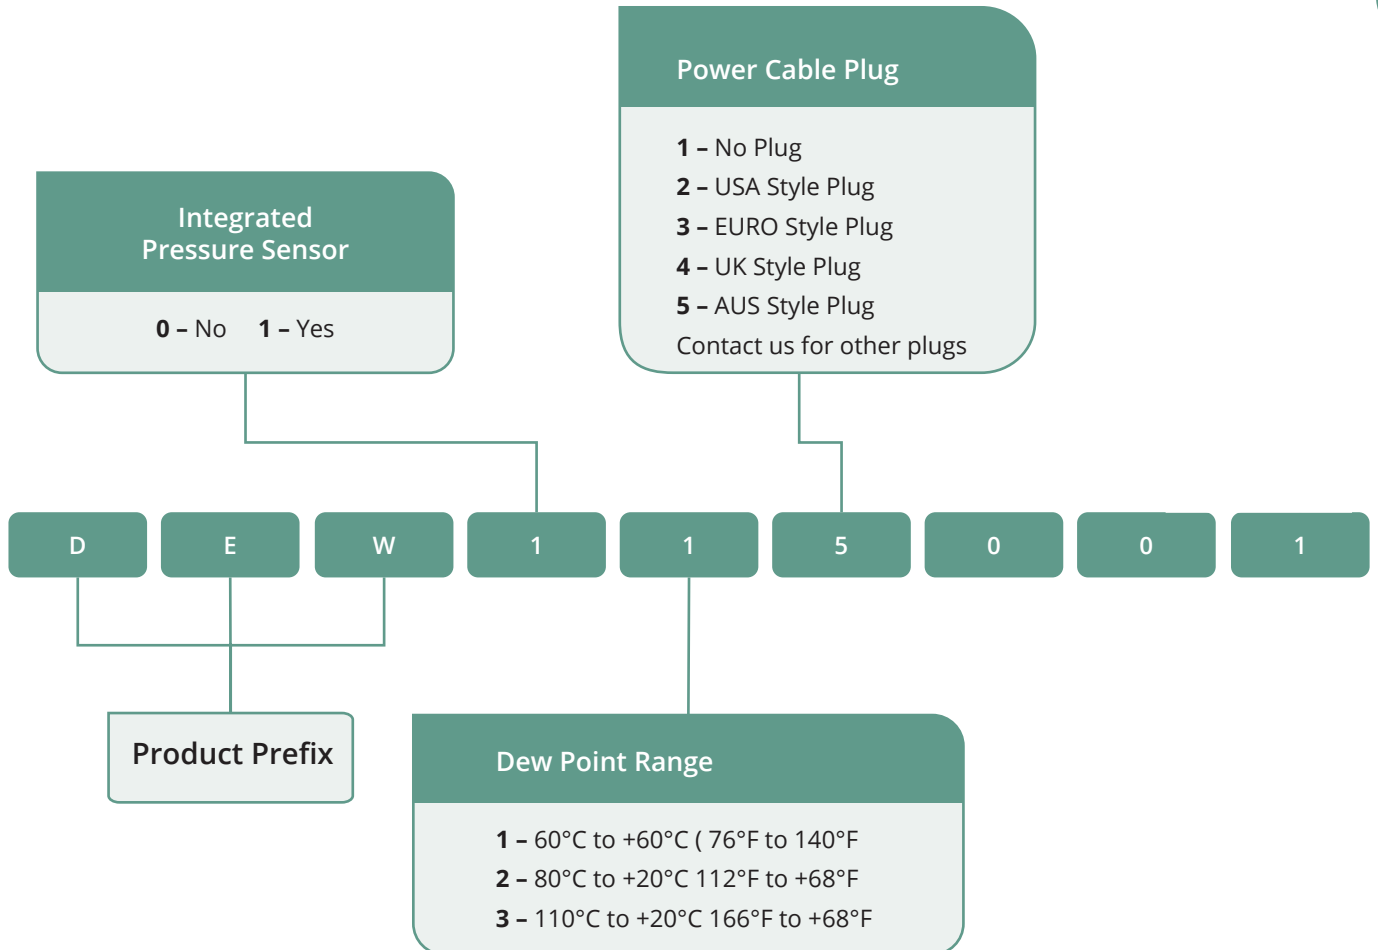 Power Cable Plug
1 – No Plug
2 – USA Style Plug
3 – EURO Style Plug
4 – UK Style Plug
5 – AUS Style Plug
Contact us for other plugs
Integrated
Pressure Sensor
0 – No 1 – Yes
D E W 1 1 5 0 0 1
Product Prefix
Dew Point Range
1 – 60°C to +60°C ( 76°F to 140°F
2 – 80°C to +20°C 112°F to +68°F
3 – 110°C to +20°C 166°F to +68°F